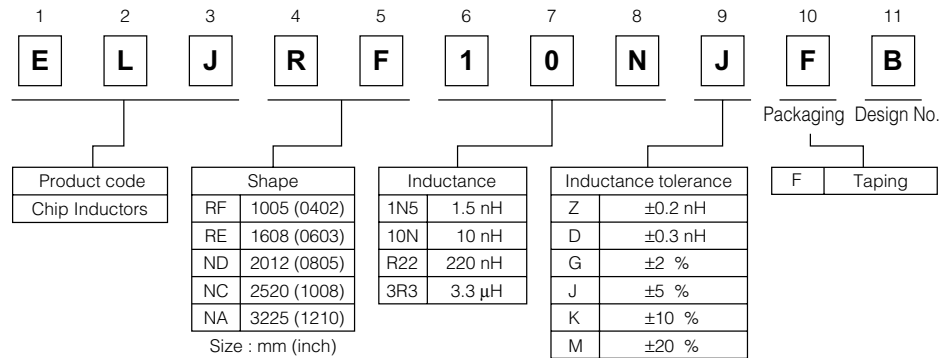 1 2 3 4 5 6 7 8 9 10 11
E L J R F 1 0 N J F B
Packaging Design No.
Product code
Chip Inductors
Shape
RF 1005 (0402)
RE 1608 (0603)
ND 2012 (0805)
NC 2520 (1008)
NA 3225 (1210)
Size : mm (inch)
Inductance
1N5 1.5 nH
10N 10 nH
R22 220 nH
3R3 3.3 μH
Inductance tolerance
Z ±0.2 nH
D ±0.3 nH
G ±2 %
J ±5 %
K ±10 %
M ±20 %
F Taping